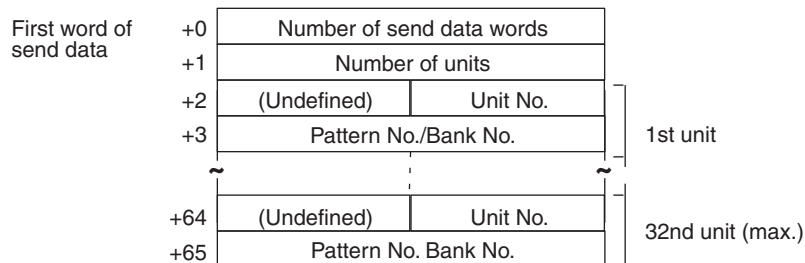 First word of
send data
+0 Number of send data words
+1 Number of units
+2 (Undefined) Unit No.
+3 Pattern No./Bank No.
1st unit
~ ~
+64 (Undefined) Unit No.
+65 Pattern No. Bank No.
32nd unit (max.)